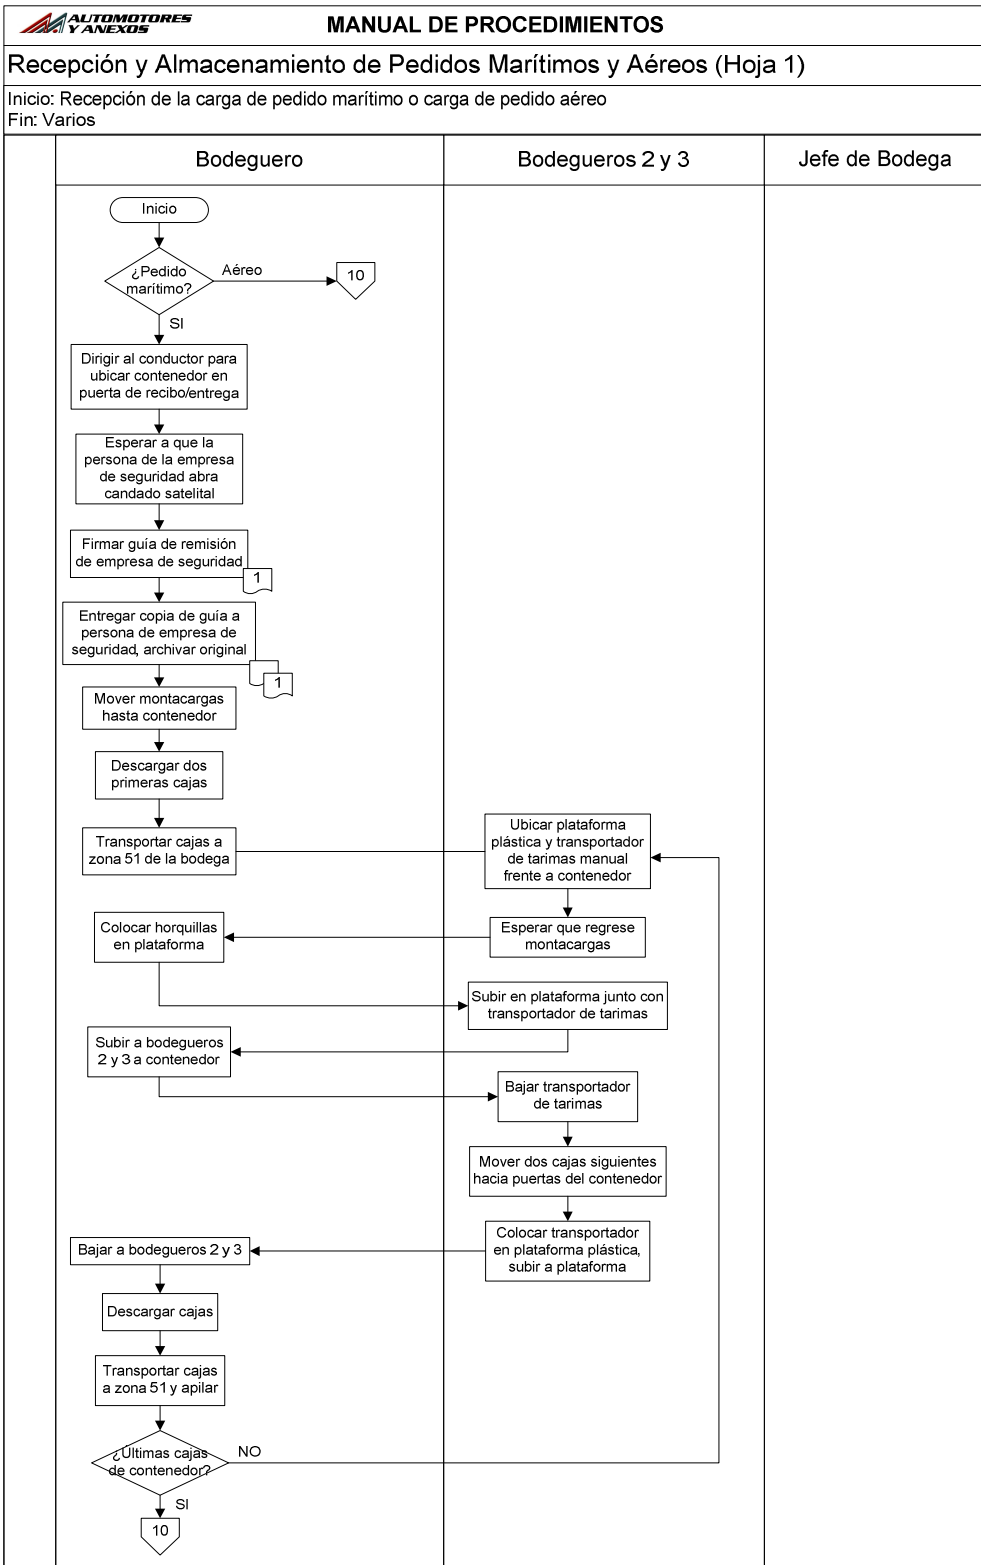 AUTOMOTORES
Y ANEXOS
MANUAL DE PROCEDIMIENTOS
Recepción y Almacenamiento de Pedidos Marítimos y Aéreos (Hoja 1)
Inicio: Recepción de la carga de pedido marítimo o carga de pedido aéreo
Fin: Varios
Bodeguero
Bodegueros 2 y 3
Jefe de Bodega
Inicio
¿Pedido
marítimo?
Aéreo
10
SI
Dirigir al conductor para
ubicar contenedor en
puerta de recibo/entrega
Esperar a que la
persona de la empresa
de seguridad abra
candado satelital
Firmar guía de remisión
de empresa de seguridad
1
Entregar copia de guía a
persona de empresa de
seguridad, archivar original
1
Mover montacargas
hasta contenedor
Descargar dos
primeras cajas
Transportar cajas a
zona 51 de la bodega
Ubicar plataforma
plástica y transportador
de tarimas manual
frente a contenedor
Esperar que regrese
montacargas
Colocar horquillas
en plataforma
Subir en plataforma junto con
transportador de tarimas
Subir a bodegueros
2 y 3 a contenedor
Bajar transportador
de tarimas
Mover dos cajas siguientes
hacia puertas del contenedor
Colocar transportador
en plataforma plástica,
subir a plataforma
Bajar a bodegueros 2 y 3
Descargar cajas
Transportar cajas
a zona 51 y apilar
¿Últimas cajas
de contenedor?
NO
SI
10